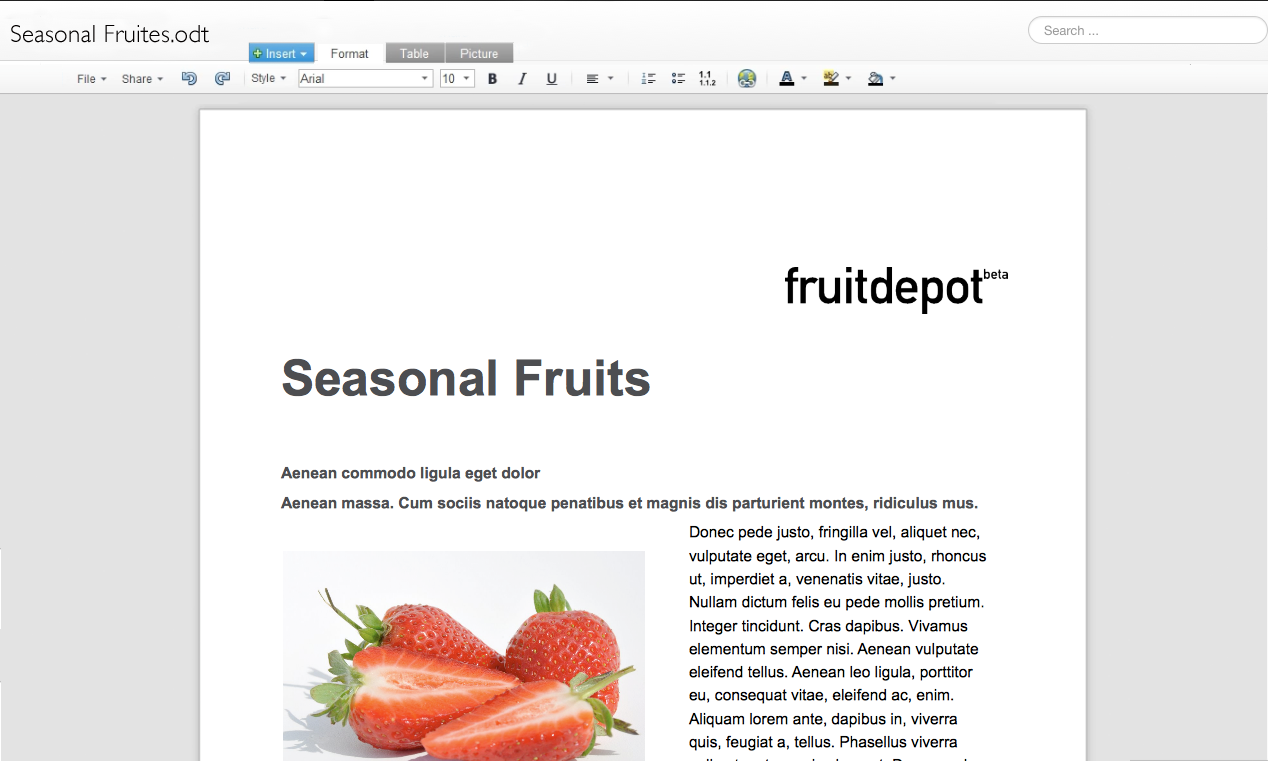 Seasonal Fruites.odt
Search ...
Insert Format Table Picture
File Share Style Arial 10 B I U 1.1 1.1.2 A
fruitdepot beta
Seasonal Fruits
Aenean commodo ligula eget dolor
Aenean massa. Cum sociis natoque penatibus et magnis dis parturient montes, ridiculus mus.
Donec pede justo, fringilla vel, aliquet nec,
vulputate eget, arcu. In enim justo, rhoncus
ut, imperdiet a, venenatis vitae, justo.
Nullam dictum felis eu pede mollis pretium.
Integer tincidunt. Cras dapibus. Vivamus
elementum semper nisi. Aenean vulputate
eleifend tellus. Aenean leo ligula, porttitor
eu, consequat vitae, eleifend ac, enim.
Aliquam lorem ante, dapibus in, viverra
quis, feugiat a, tellus. Phasellus viverra